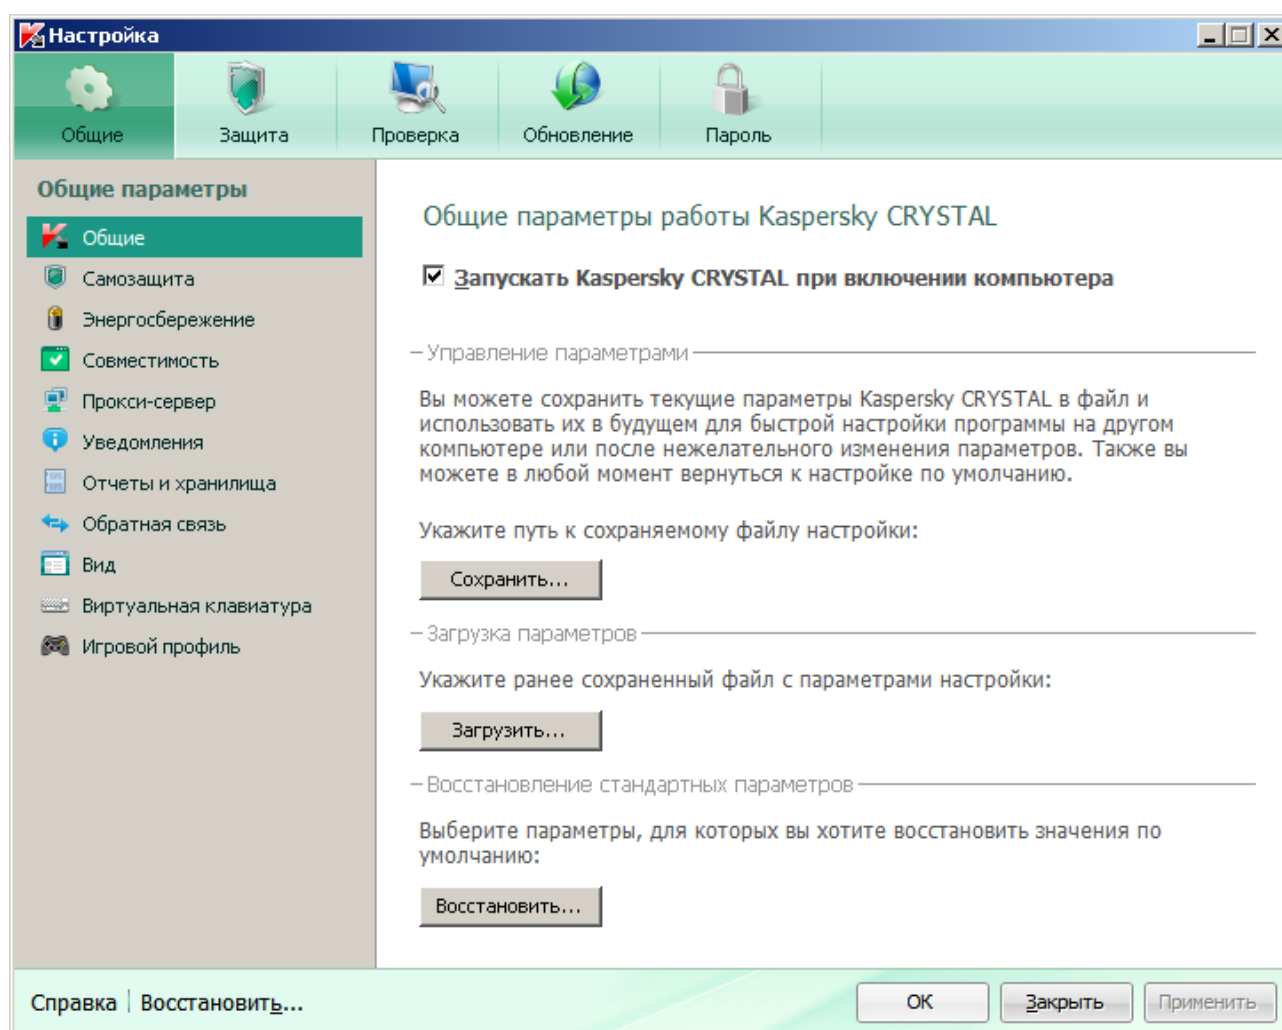 Настройка
Общие
Защита
Проверка
Обновление
Пароль
Общие параметры
Общие
Самозащита
Энергосбережение
Совместимость
Прокси-сервер
Уведомления
Отчеты и хранилища
Обратная связь
Вид
Виртуальная клавиатура
Игровой профиль
Общие параметры работы Kaspersky CRYSTAL
Запускать Kaspersky CRYSTAL при включении компьютера
Управление параметрами
Вы можете сохранить текущие параметры Kaspersky CRYSTAL в файл и
использовать их в будущем для быстрой настройки программы на другом
компьютере или после нежелательного изменения параметров. Также вы
можете в любой момент вернуться к настройке по умолчанию.
Укажите путь к сохраняемому файлу настройки:
Сохранить...
Загрузка параметров
Укажите ранее сохраненный файл с параметрами настройки:
Загрузить...
Восстановление стандартных параметров
Выберите параметры, для которых вы хотите восстановить значения по
умолчанию:
Восстановить...
Справка
Восстановить...
ОК
Закрыть
Применить